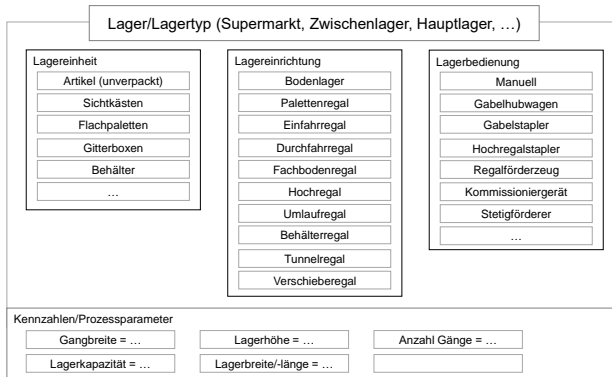 Lager/Lagertyp (Supermarkt, Zwischenlager, Hauptlager, …)
Lagereinheit
Artikel (unverpackt)
Sichtkästen
Flachpaletten
Gitterboxen
Behälter
…
Lagereinrichtung
Bodenlager
Palettenregal
Einfahrregal
Durchfahrregal
Fachbodenregal
Hochregal
Umlaufregal
Behälterregal
Tunnelregal
Verschieberegal
Lagerbedienung
Manuell
Gabelhubwagen
Gabelstapler
Hochregalstapler
Regalförderzeug
Kommissioniergerät
Stetigförderer
…
Kennzahlen/Prozessparameter
Gangbreite = …
Lagerhöhe = …
Anzahl Gänge = …
Lagerkapazität = …
Lagerbreite/-länge = …